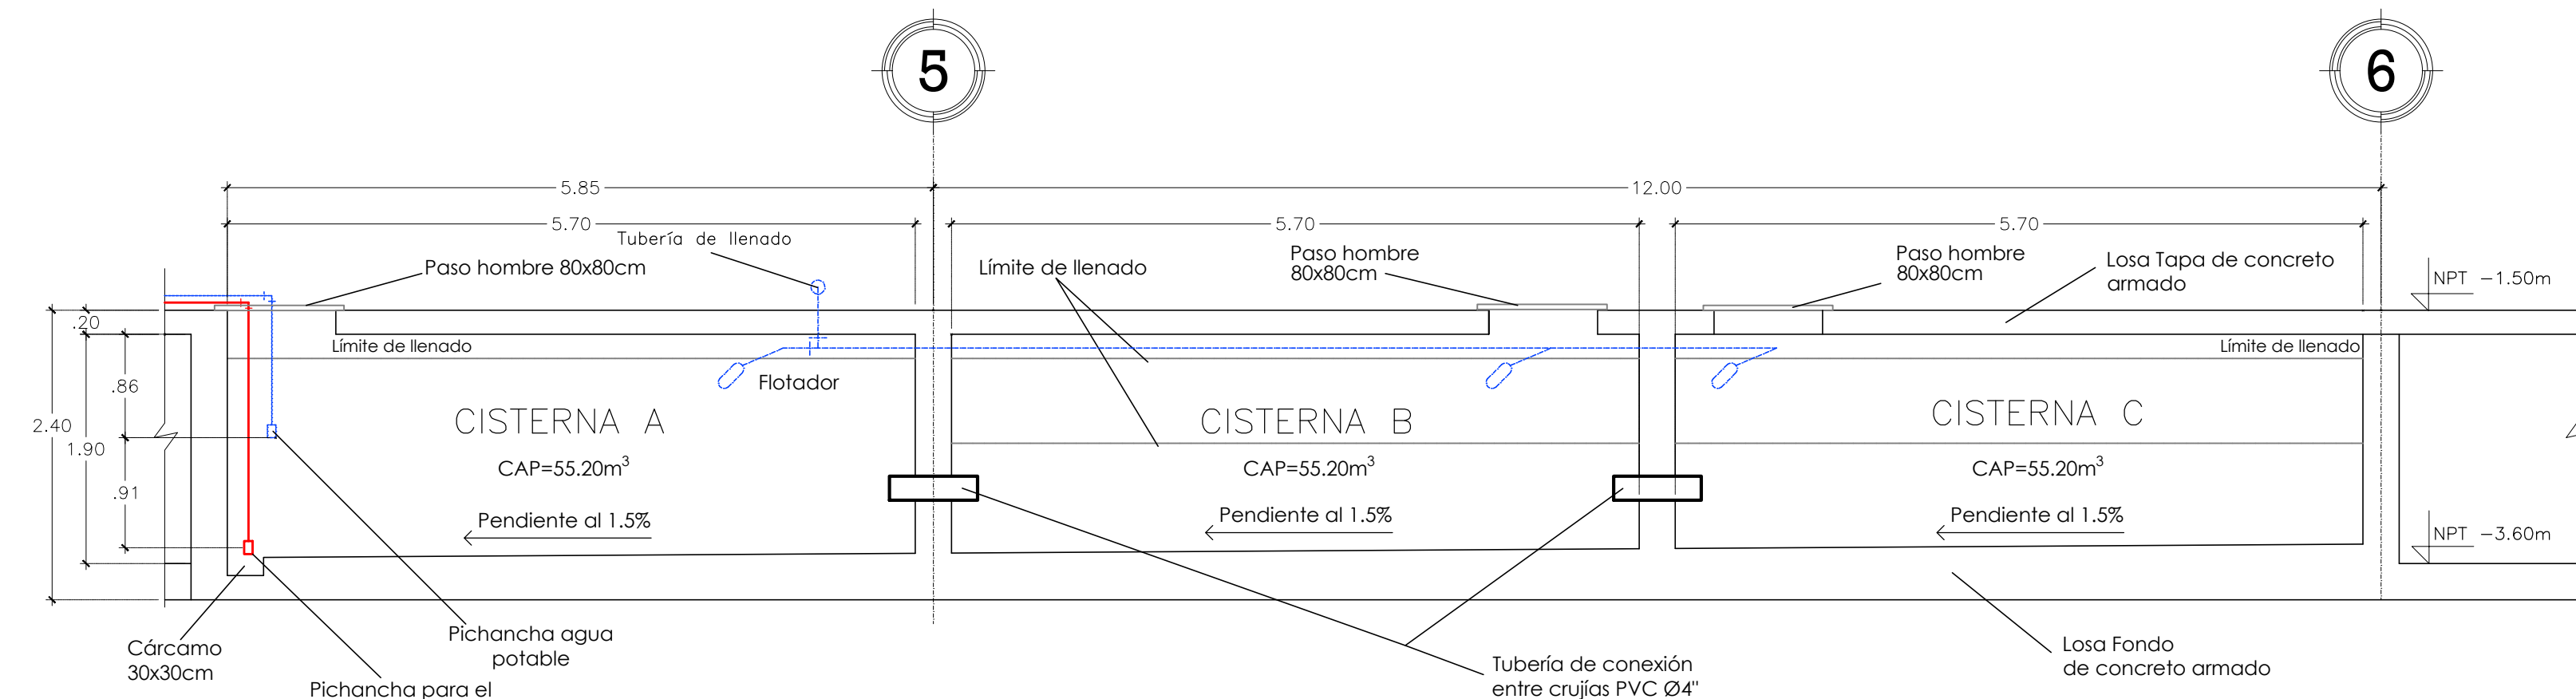 5
6
5.85
12.00
5.70
5.70
5.70
Tubería de llenado
Paso hombre 80x80cm
Límite de llenado
Paso hombre
80x80cm
Paso hombre
80x80cm
Losa Tapa de concreto
armado
NPT -1.50m
.20
Límite de llenado
Límite de llenado
.86
Flotador
2.40
1.90
CISTERNA A
CISTERNA B
CISTERNA C
CAP=55.20m³
CAP=55.20m³
CAP=55.20m³
.91
Pendiente al 1.5%
Pendiente al 1.5%
Pendiente al 1.5%
NPT -3.60m
Cárcamo
30x30cm
Pichancha agua
potable
Pichancha para el
Tubería de conexión
entre crujías PVC Ø4"
Losa Fondo
de concreto armado